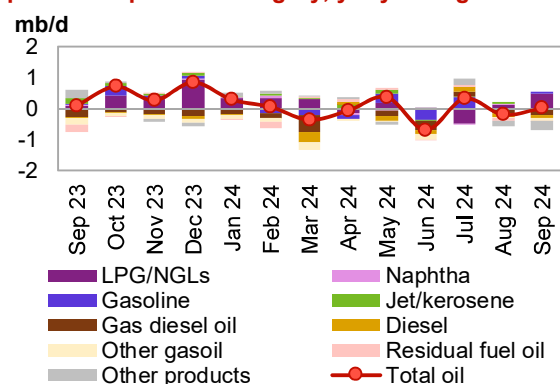 mb/d
2
1
0
-1
-2
Sep 23
Oct 23
Nov 23
Dec 23
Jan 24
Feb 24
Mar 24
Apr 24
May 24
Jun 24
Jul 24
Aug 24
Sep 24
LPG/NGLs Naphtha
Gasoline Jet/kerosene
Gas diesel oil Diesel
Other gasoil Residual fuel oil
Other products Total oil